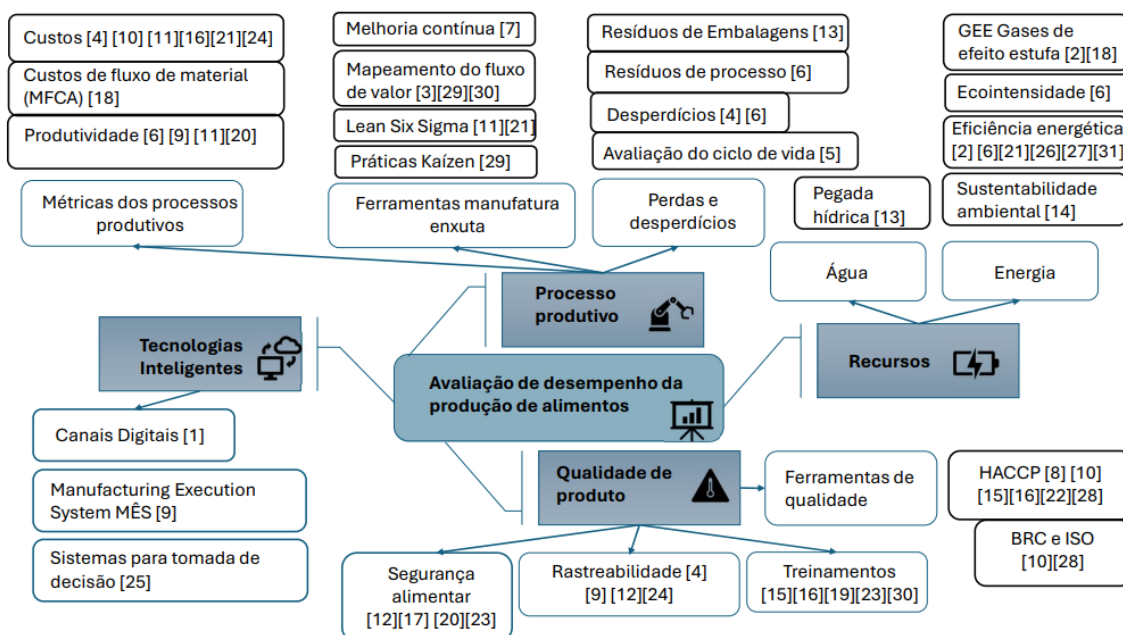 Custos [4] [10] [11][16][21][24]
Custos de fluxo de material
(MFCA) [18]
Produtividade [6] [9] [11][20]
Melhoria contínua [7]
Mapeamento do fluxo
de valor [3][29][30]
Lean Six Sigma [11][21]
Práticas Kaízen [29]
Resíduos de Embalagens [13]
Resíduos de processo [6]
Desperdícios [4] [6]
Avaliação do ciclo de vida [5]
GEE Gases de
efeito estufa [2][18]
Ecointensidade [6]
Eficiência energética
[2] [6][21][26][27][31]
Sustentabilidade
ambiental [14]
Pegada
hídrica [13]
Métricas dos processos
produtivos
Ferramentas manufatura
enxuta
Perdas e
desperdícios
Água
Energia
Processo
produtivo
Tecnologias
Inteligentes
Recursos
Avaliação de desempenho da
produção de alimentos
Canais Digitais [1]
Manufacturing Execution
System MÊS [9]
Sistemas para tomada de
decisão [25]
Qualidade de
produto
Ferramentas de
qualidade
HACCP [8] [10]
[15][16][22][28]
BRC e ISO
[10][28]
Segurança
alimentar
[12][17] [20][23]
Rastreabilidade [4]
[9] [12][24]
Treinamentos
[15][16][19][23][30]